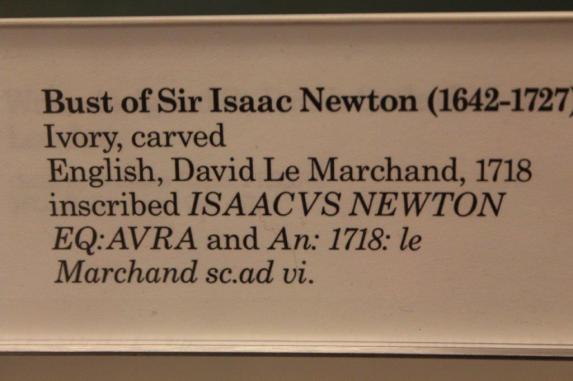 Bust of Sir Isaac Newton (1642-1727)
Ivory, carved
English, David Le Marchand, 1718
inscribed ISAACVS NEWTON
EQ:AVRA and An: 1718: le
Marchand sc.ad vi.